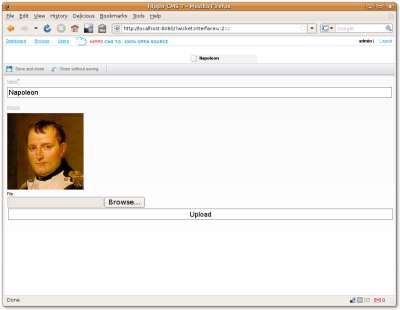 Hippo CMS 7 - Mozilla Firefox
File Edit View History Delicious Bookmarks Tools Help
http://localhost:8080/?wicket:interface=:2
Google
Dashboard Browse Users HIPPO CMS 7.0 100% OPEN SOURCE admin | Logout
Napoleon
Save and close Close without saving
Name*
Napoleon
Picture
File
Browse...
Upload
Done
0